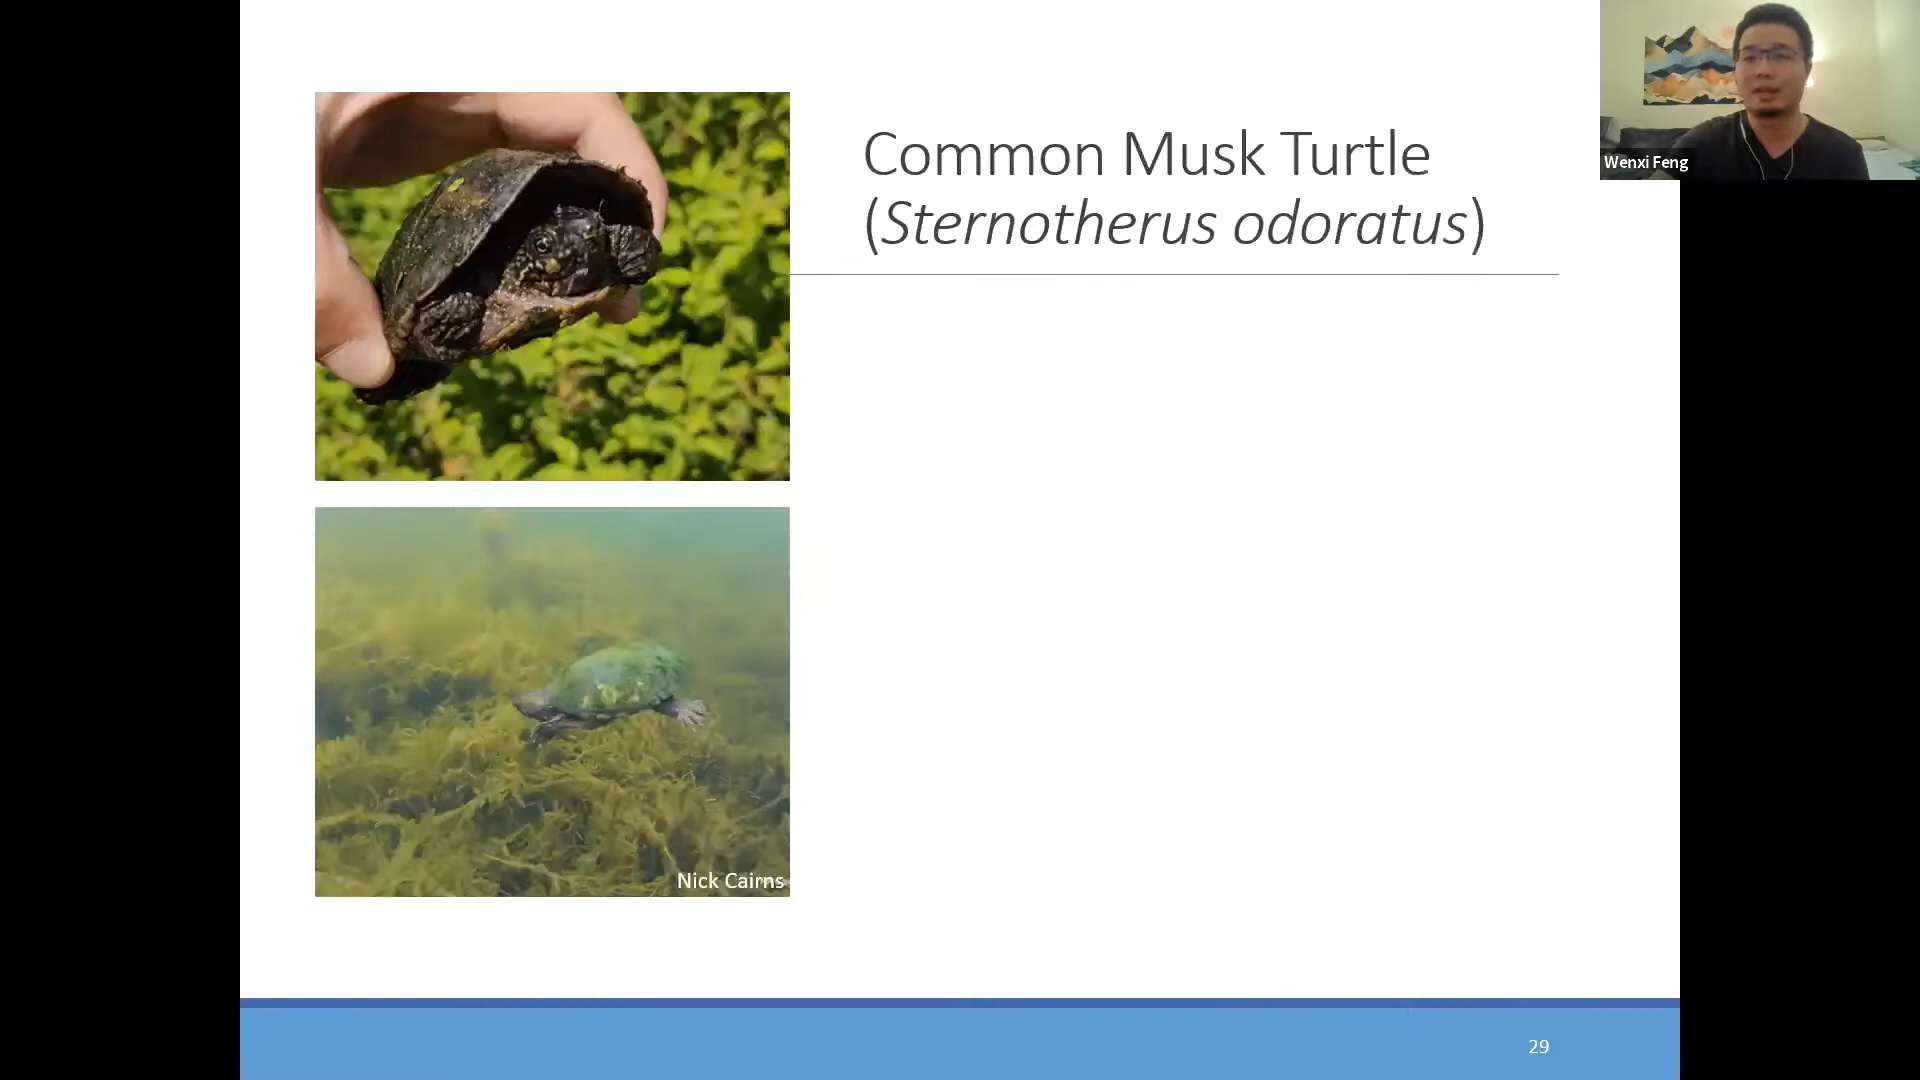 Common Musk Turtle
(Sternotherus odoratus)
Wenxi Feng
Nick Cairns
29